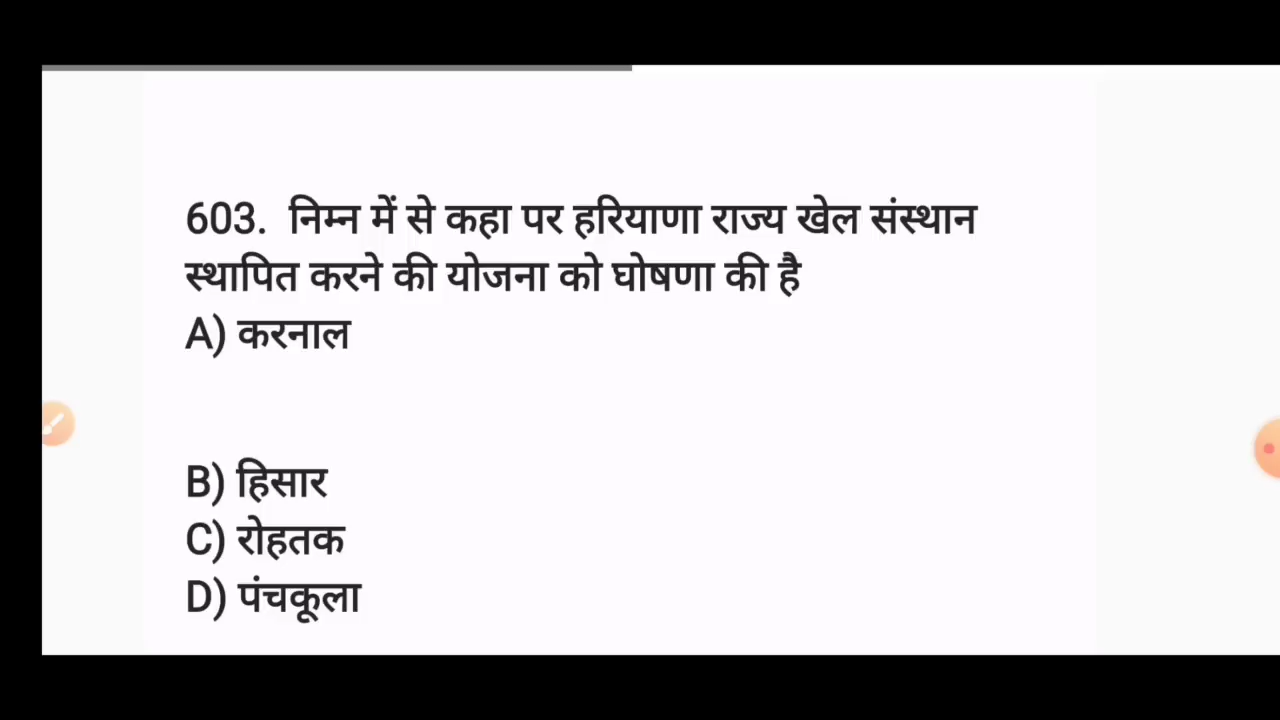 603. निम्न में से कहा पर हरियाणा राज्य खेल संस्थान
स्थापित करने की योजना को घोषणा की है
A) करनाल
B) हिसार
C) रोहतक
D) पंचकूला